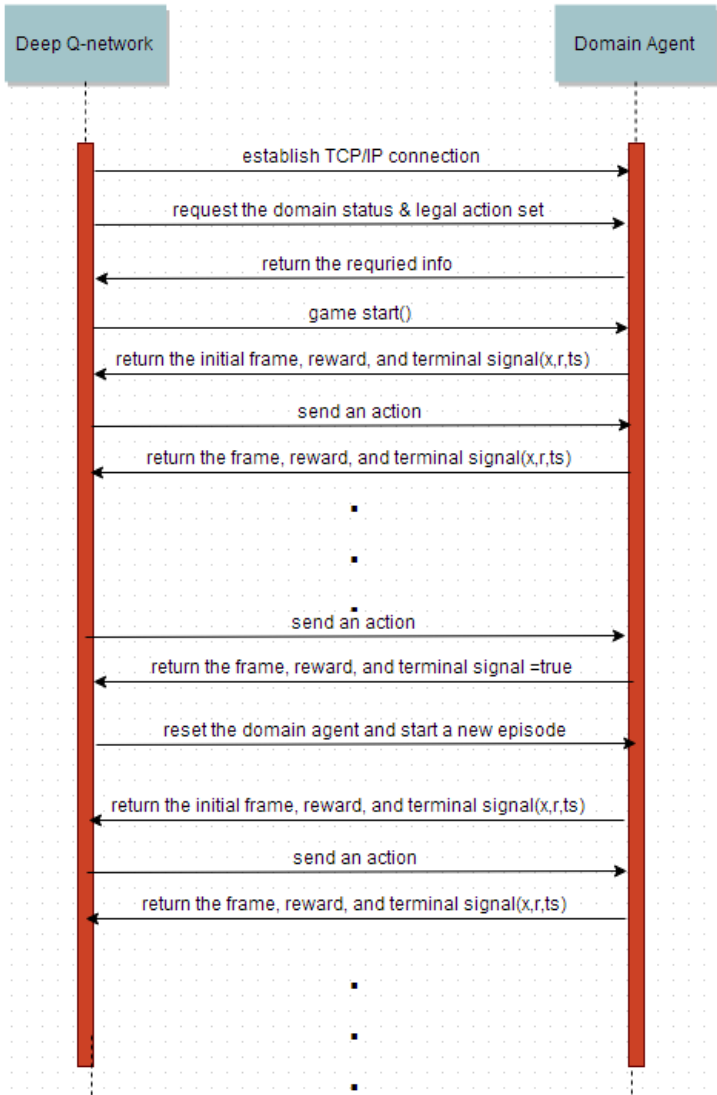 Deep Q-network
Domain Agent
establish TCP/IP connection
request the domain status & legal action set
return the requried info
game start()
return the initial frame, reward, and terminal signal(x,r,ts)
send an action
return the frame, reward, and terminal signal(x,r,ts)
send an action
return the frame, reward, and terminal signal =true
reset the domain agent and start a new episode
return the initial frame, reward, and terminal signal(x,r,ts)
send an action
return the frame, reward, and terminal signal(x,r,ts)